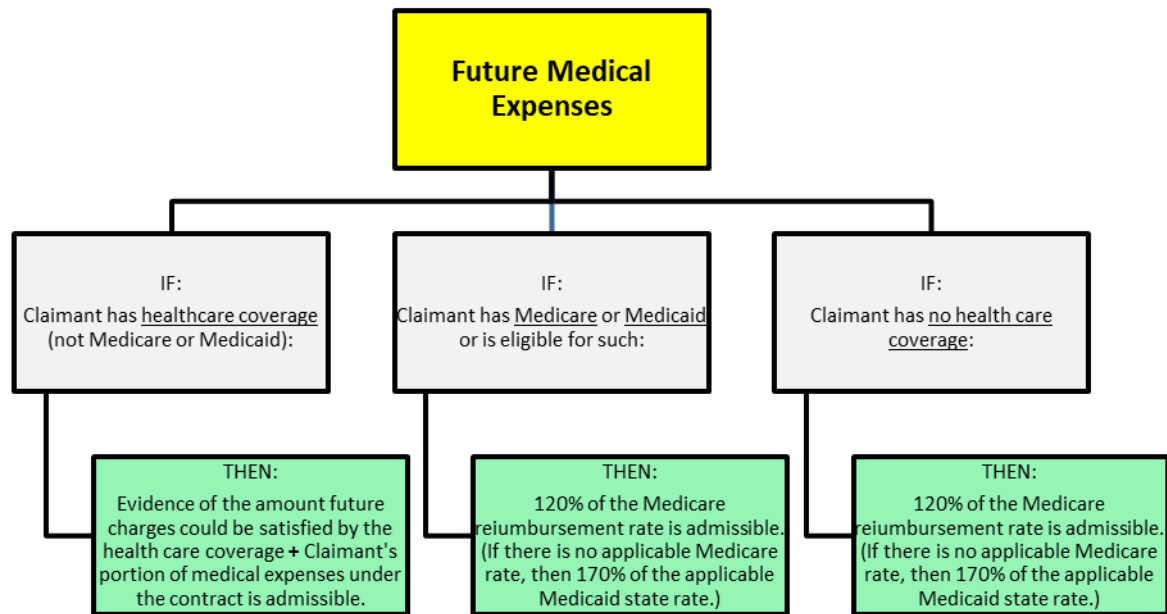 Future Medical
Expenses
IF:
Claimant has healthcare coverage
(not Medicare or Medicaid):
THEN:
Evidence of the amount future
charges could be satisfied by the
health care coverage + Claimant's
portion of medical expenses under
the contract is admissible.
IF:
Claimant has Medicare or Medicaid
or is eligible for such:
THEN:
120% of the Medicare
reiumbursement rate is admissible.
(If there is no applicable Medicare
rate, then 170% of the applicable
Medicaid state rate.)
IF:
Claimant has no health care
coverage:
THEN:
120% of the Medicare
reiumbursement rate is admissible.
(If there is no applicable Medicare
rate, then 170% of the applicable
Medicaid state rate.)